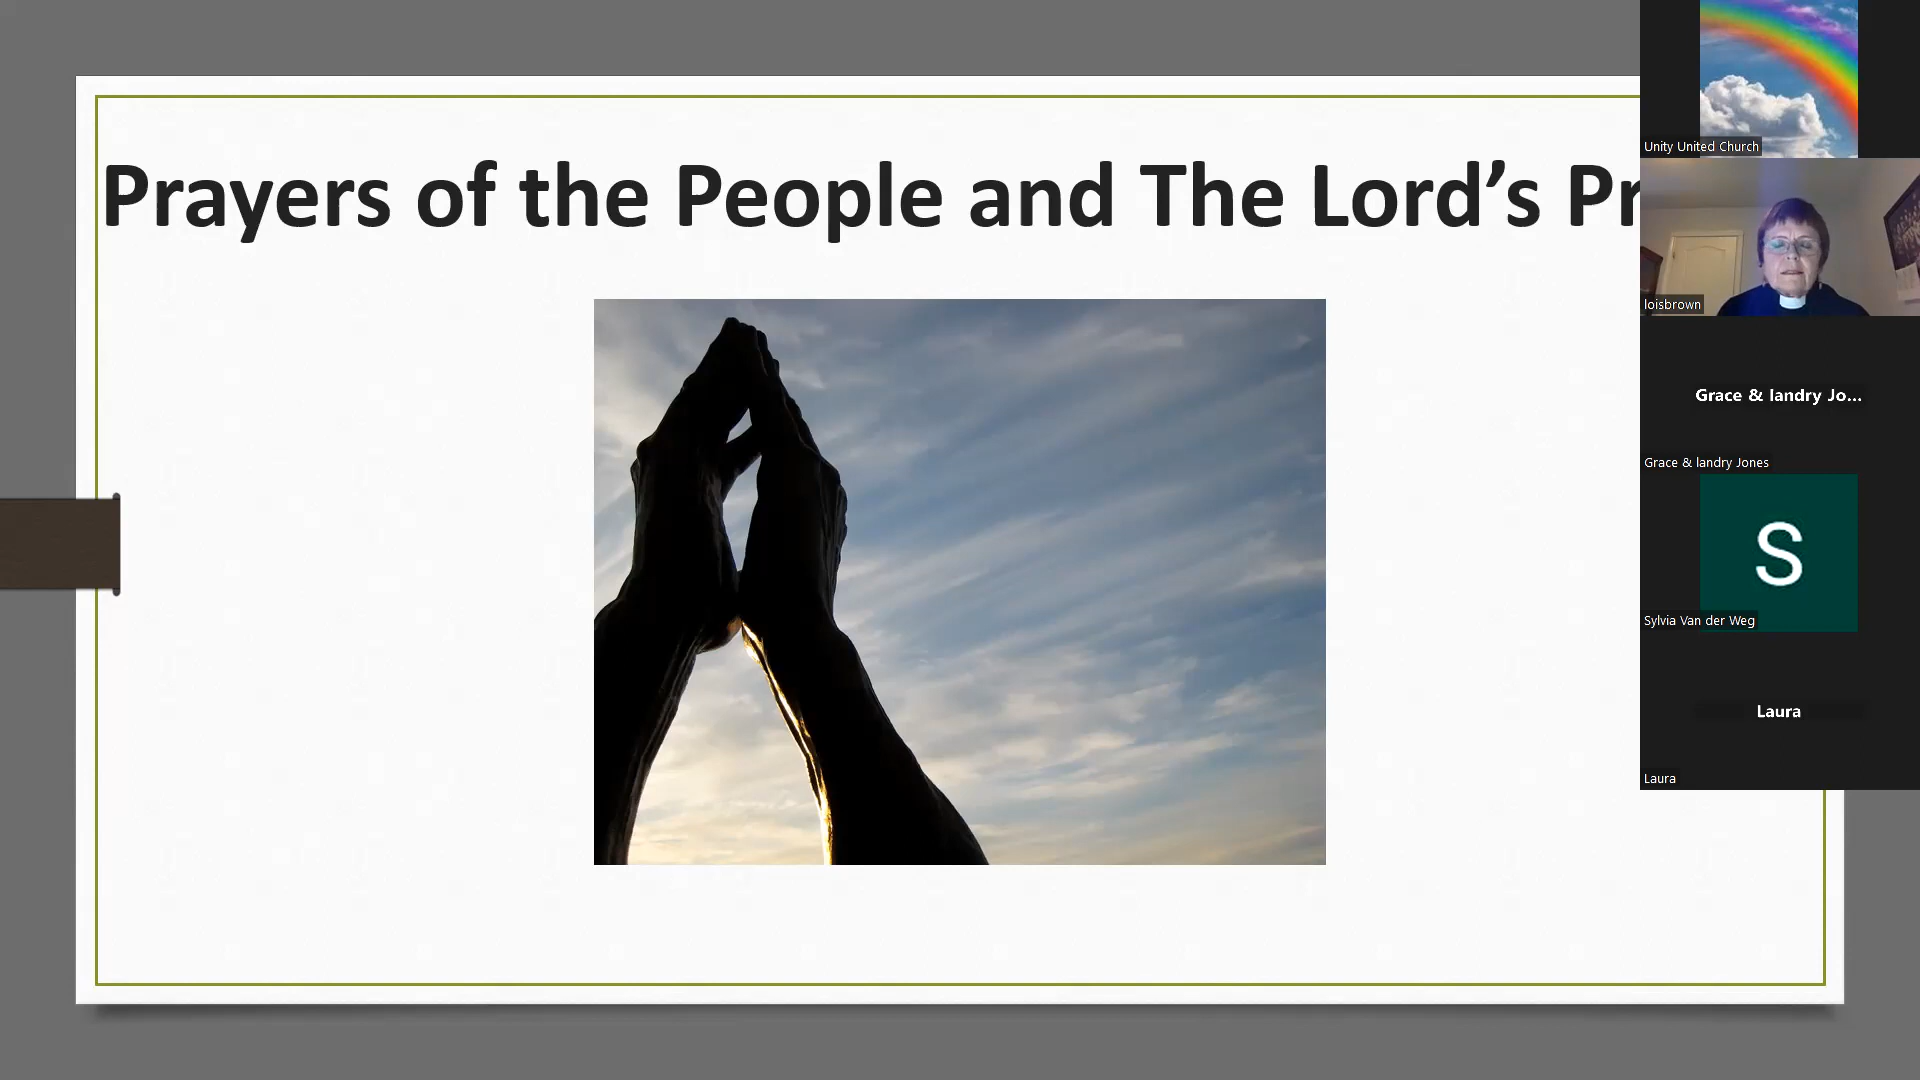 Prayers of the People and The Lord’s Pr
Unity United Church
loisbrown
Grace & landry Jo...
Grace & landry Jones
S
Sylvia Van der Weg
Laura
Laura